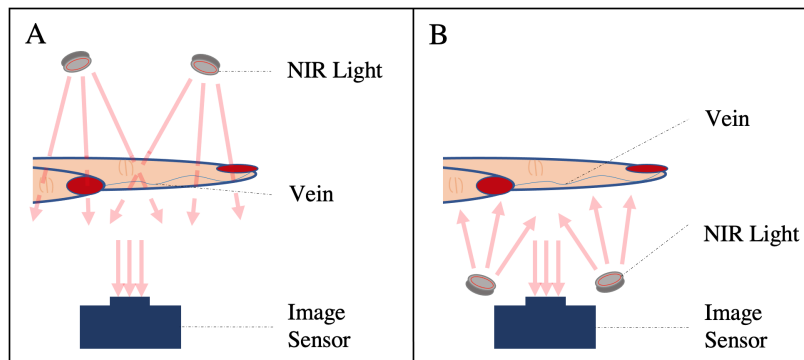 A
NIR Light
Vein
Image
Sensor
B
Vein
NIR Light
Image
Sensor